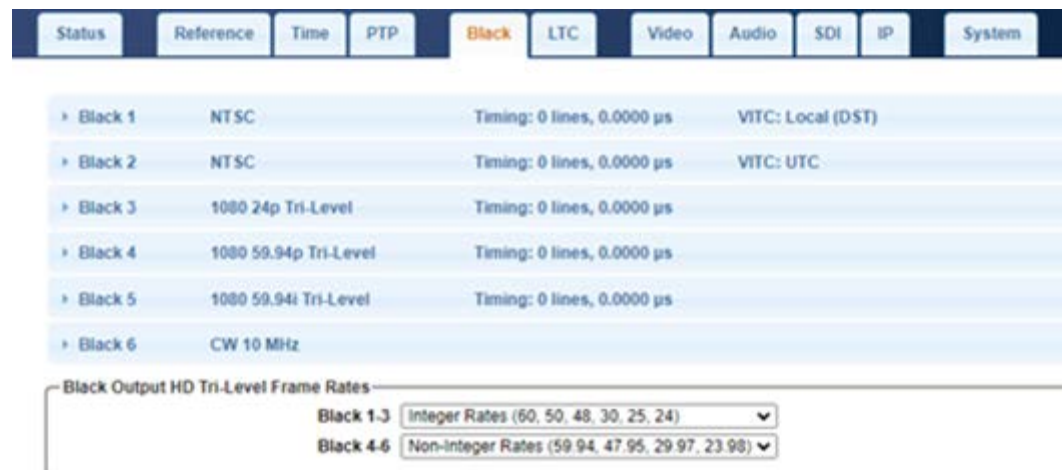 Status Reference Time PTP Black LTC Video Audio SDI IP System
Black 1 NTSC Timing: 0 lines, 0.0000 µs VITC: Local (DST)
Black 2 NTSC Timing: 0 lines, 0.0000 µs VITC: UTC
Black 3 1080 24p Tri-Level Timing: 0 lines, 0.0000 µs
Black 4 1080 59.94p Tri-Level Timing: 0 lines, 0.0000 µs
Black 5 1080 59.94i Tri-Level Timing: 0 lines, 0.0000 µs
Black 6 CW 10 MHz
Black Output HD Tri-Level Frame Rates
Black 1-3 Integer Rates (60, 50, 48, 30, 25, 24)
Black 4-6 Non-Integer Rates (59.94, 47.95, 29.97, 23.98)